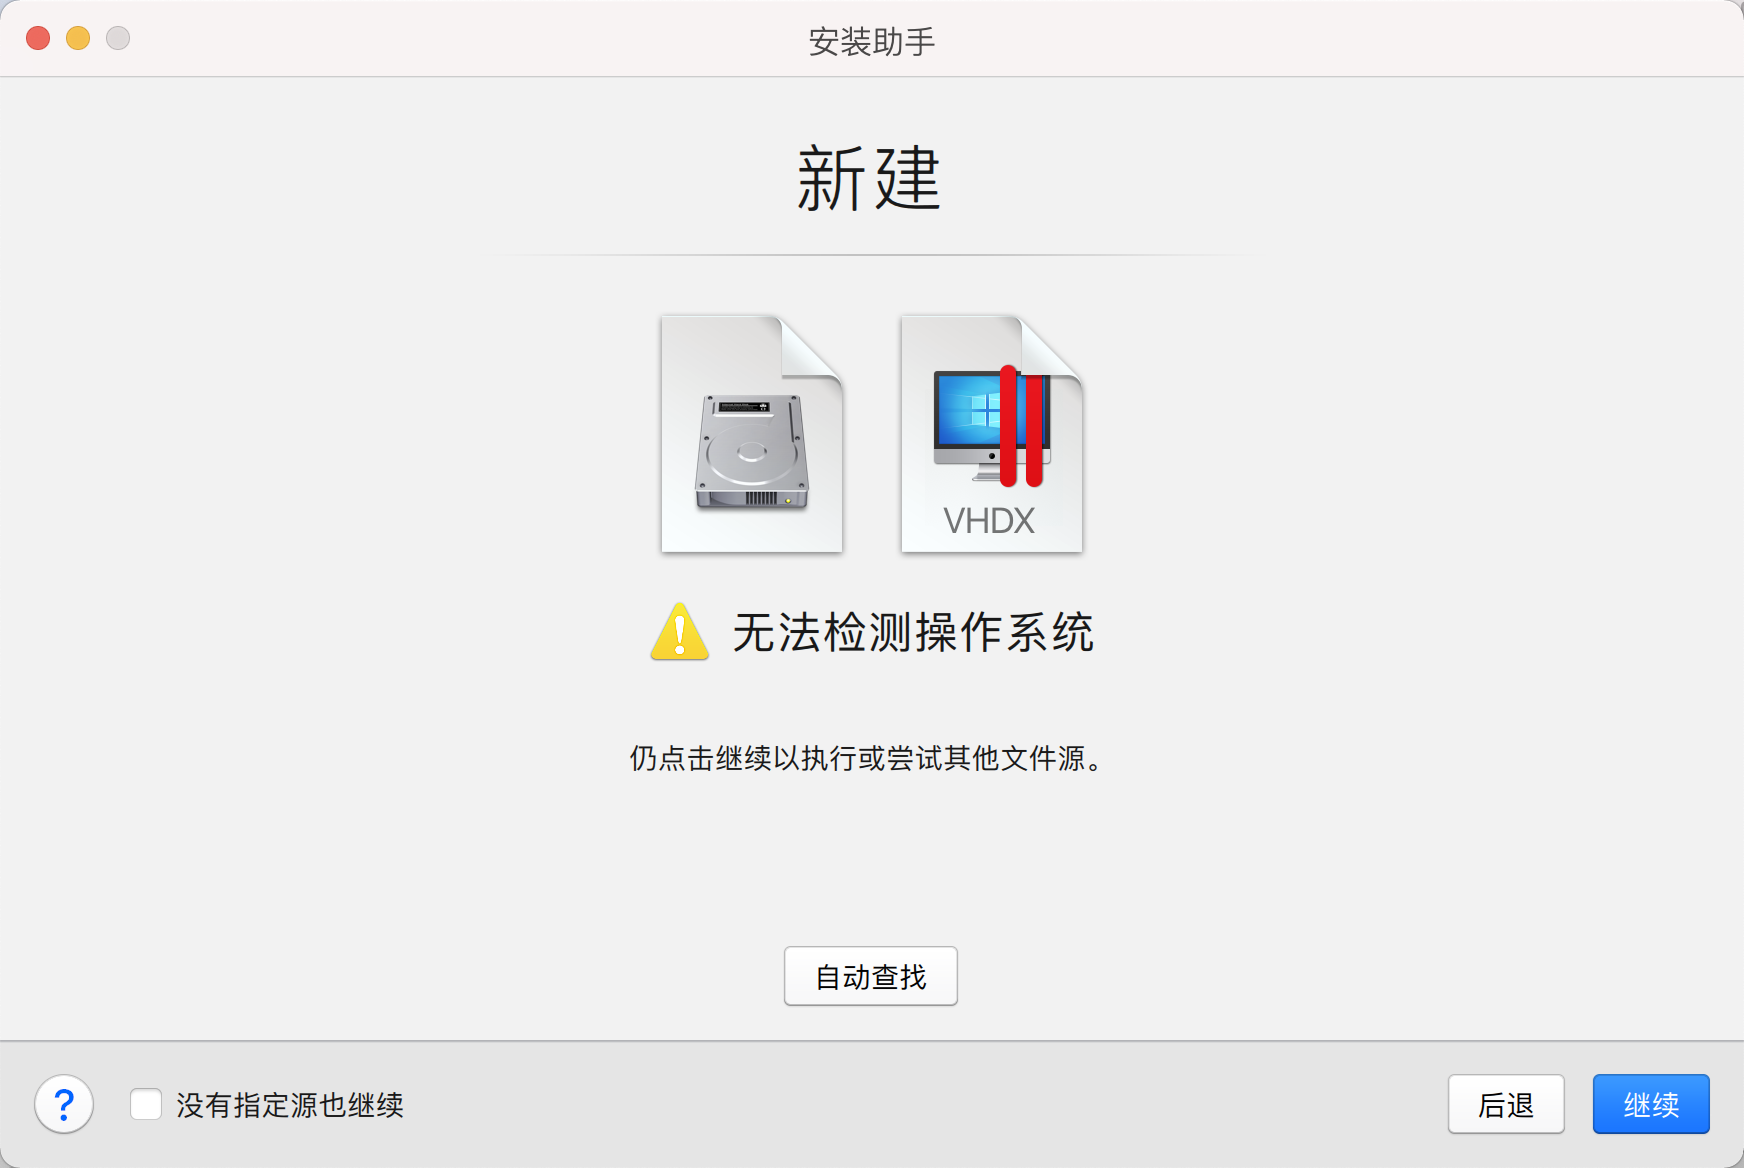 安装助手
新建
VHDX
无法检测操作系统
仍点击继续以执行或尝试其他文件源。
自动查找
?
没有指定源也继续
后退
继续